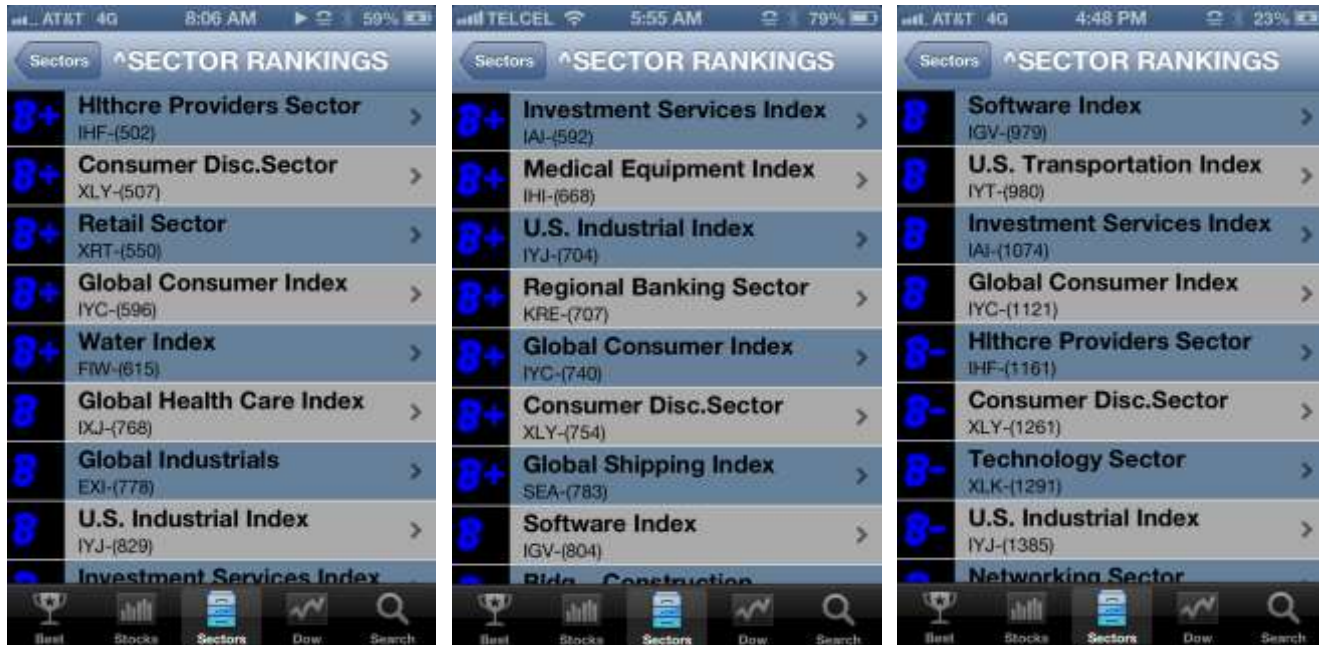 AT&T 4G 8:06 AM 59%
Sectors ^SECTOR RANKINGS
B+ Hlthcre Providers Sector
IHF-(502)
B+ Consumer Disc.Sector
XLY-(507)
B+ Retail Sector
XRT-(550)
B+ Global Consumer Index
IYC-(596)
B+ Water Index
FIW-(615)
B Global Health Care Index
IXJ-(768)
B Global Industrials
EXI-(778)
B U.S. Industrial Index
IYJ-(829)
Investment Services Index
Best Stocks Sectors Dow Search
TELCEL 5:55 AM 79%
Sectors ^SECTOR RANKINGS
B+ Investment Services Index
IAI-(592)
B+ Medical Equipment Index
IHI-(668)
B+ U.S. Industrial Index
IYJ-(704)
B+ Regional Banking Sector
KRE-(707)
B+ Global Consumer Index
IYC-(740)
B+ Consumer Disc.Sector
XLY-(754)
B+ Global Shipping Index
SEA-(783)
B Software Index
IGV-(804)
Bldg Construction
Best Stocks Sectors Dow Search
AT&T 4G 4:48 PM 23%
Sectors ^SECTOR RANKINGS
B Software Index
IGV-(979)
B U.S. Transportation Index
IYT-(980)
B Investment Services Index
IAI-(1074)
B Global Consumer Index
IYC-(1121)
B- Hlthcre Providers Sector
IHF-(1161)
B- Consumer Disc.Sector
XLY-(1261)
B- Technology Sector
XLK-(1291)
B- U.S. Industrial Index
IYJ-(1385)
Networking Sector
Best Stocks Sectors Dow Search